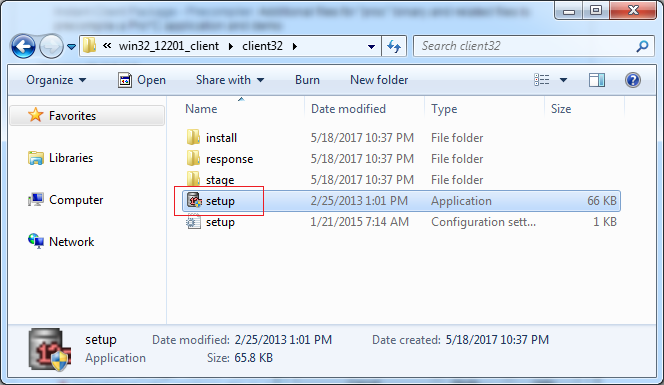 win32_12201_client ▸ client32 ▸
Search client32
Organize Open Share with Burn New folder
Favorites
Libraries
Computer
Network
Name Date modified Type Size
install 5/18/2017 10:37 PM File folder
response 5/18/2017 10:37 PM File folder
stage 5/18/2017 10:37 PM File folder
setup 2/25/2013 1:01 PM Application 66 KB
setup 1/21/2015 7:14 AM Configuration sett... 1 KB
setup Date modified: 2/25/2013 1:01 PM Date created: 5/18/2017 10:37 PM
Application Size: 65.8 KB